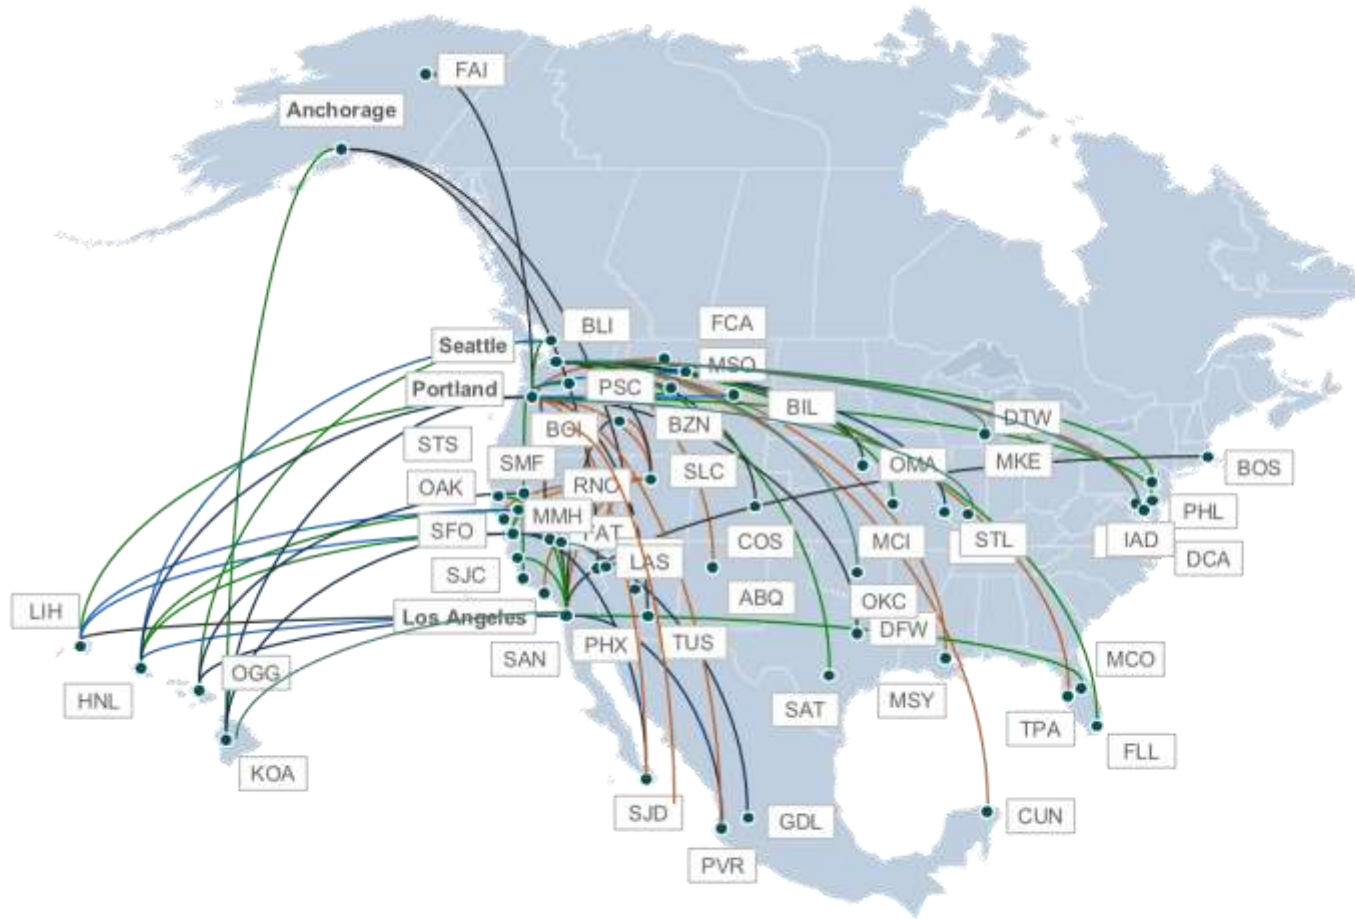 FAI
Anchorage
BLI
FCA
Seattle
MSO
Portland
PSC
BIL
DTW
BOI
BZN
STS
SMF
SLC
OMA
MKE
BOS
OAK
RNO
MMH
SFO
FAT
COS
MCI
STL
IAD
PHL
DCA
SJC
LAS
LIH
Los Angeles
ABQ
OKC
DFW
SAN
PHX
TUS
MCO
OGG
HNL
SAT
MSY
TPA
FLL
KOA
SJD
GDL
CUN
PVR